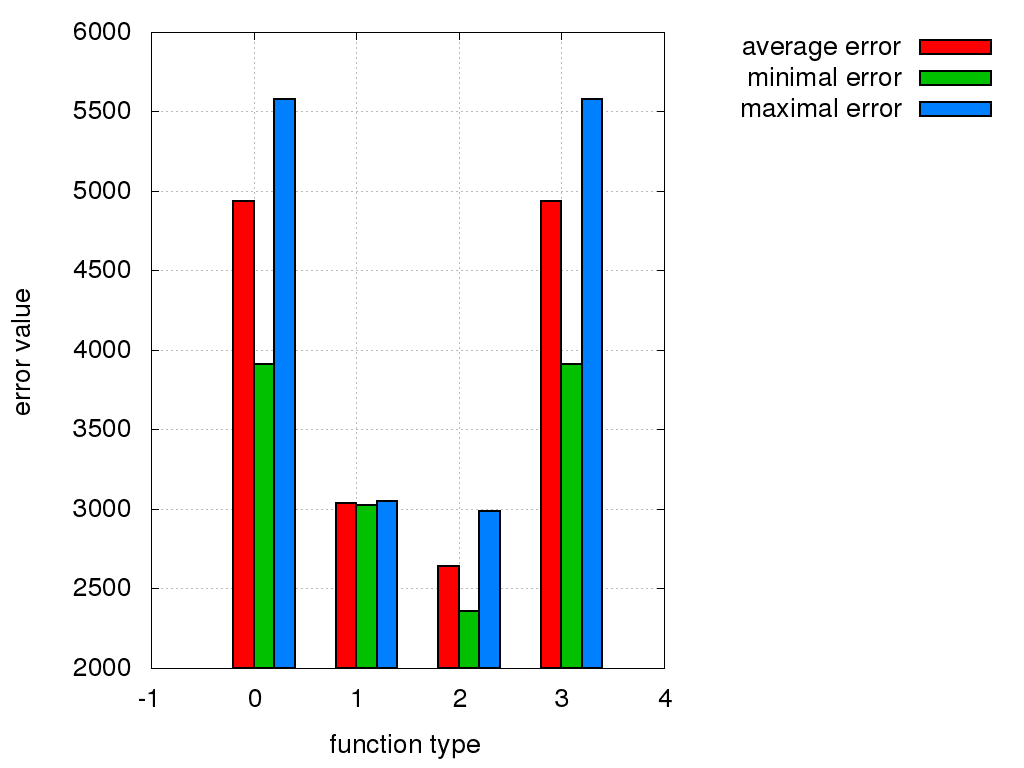 6000
5500
5000
4500
4000
3500
3000
2500
2000
-1 0 1 2 3 4
function type
error value
average error
minimal error
maximal error